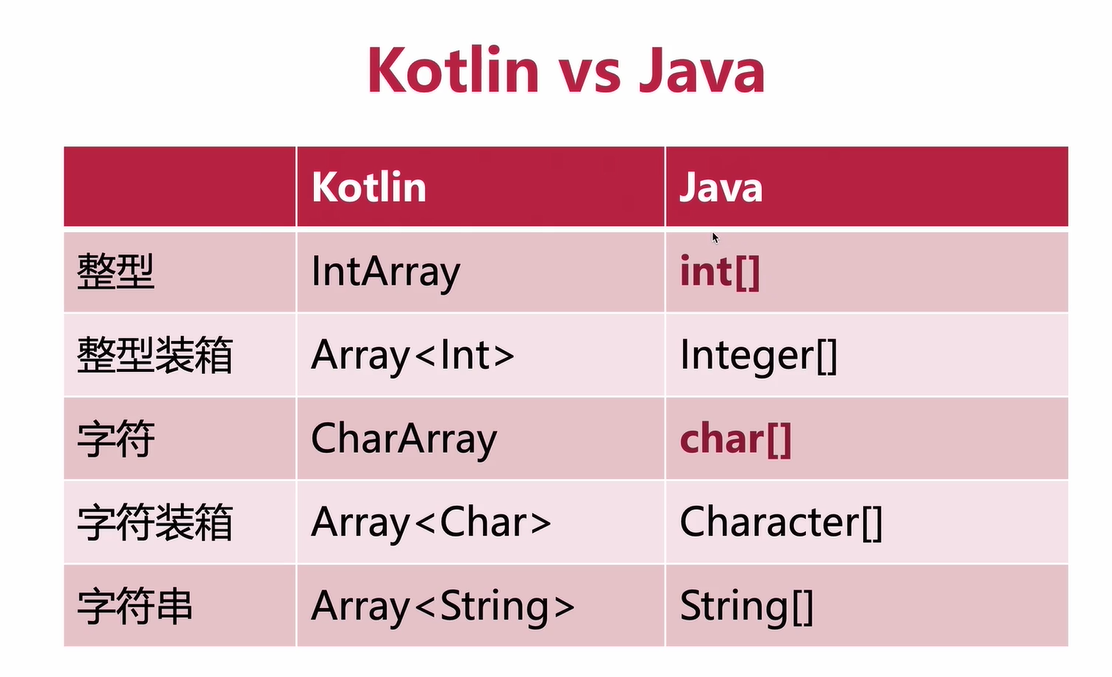 Kotlin vs Java
Kotlin Java
整型 IntArray int[]
整型装箱 Array<Int> Integer[]
字符 CharArray char[]
字符装箱 Array<Char> Character[]
字符串 Array<String> String[]